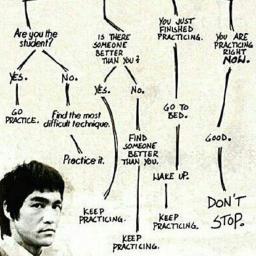 Are you the
student?
Yes.
No.
GO
PRACTICE.
Find the most
difficult technique.
Practice it.
IS THERE
SOMEONE
BETTER
THAN YOU?
YES.
No.
FIND
SOMEONE
BETTER
THAN YOU.
KEEP
PRACTICING.
KEEP
PRACTICING.
YOU JUST
FINISHED
PRACTICING.
GO TO
BED.
WAKE UP.
KEEP
PRACTICING.
YOU ARE
PRACTICING
RIGHT
NOW.
GOOD.
DON'T
STOP.